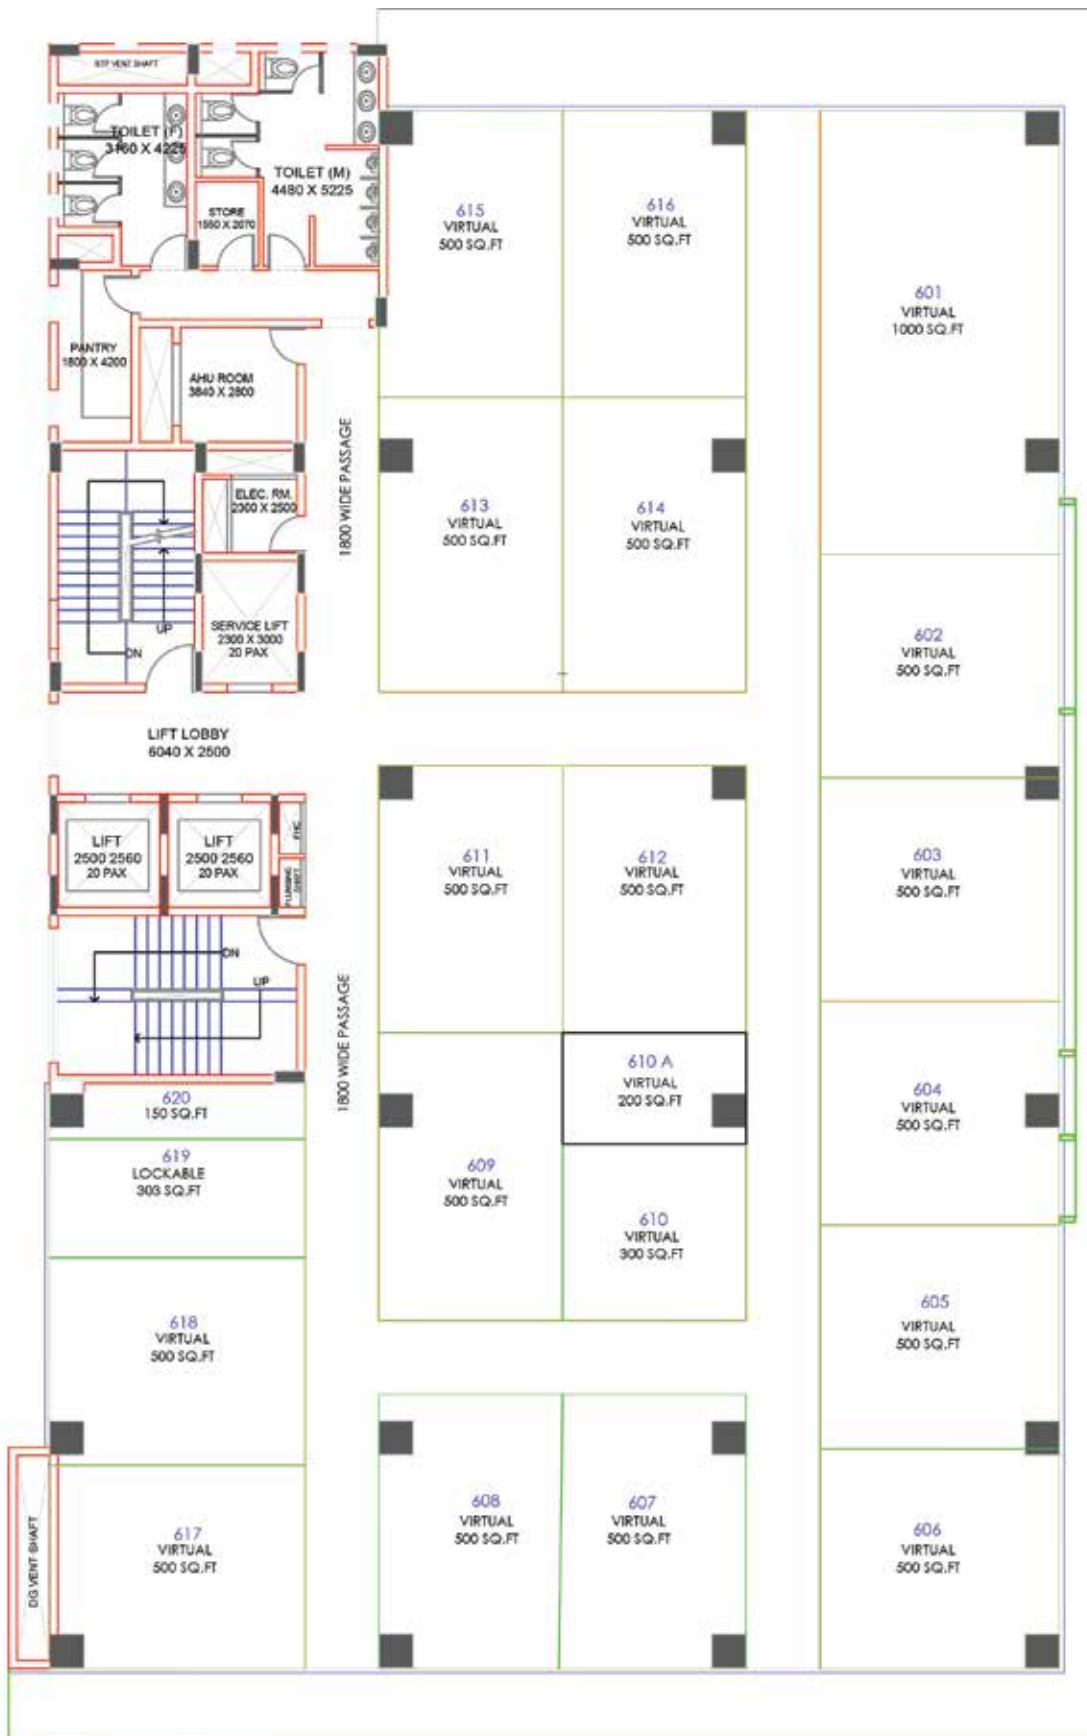 STP VENT SHAFT
TOILET (F)
3160 X 4225
TOILET (M)
4480 X 5225
STORE
1550 X 2070
615
VIRTUAL
500 SQ.FT
616
VIRTUAL
500 SQ.FT
601
VIRTUAL
1000 SQ.FT
PANTRY
1800 X 4200
AHU ROOM
3840 X 2800
1800 WIDE PASSAGE
ELEC. RM.
2300 X 2500
613
VIRTUAL
500 SQ.FT
614
VIRTUAL
500 SQ.FT
UP
DN
SERVICE LIFT
2300 X 3000
20 PAX
602
VIRTUAL
500 SQ.FT
LIFT LOBBY
6040 X 2500
LIFT
2500 2560
20 PAX
LIFT
2500 2560
20 PAX
FHC
PLUMBING
SHAFT
611
VIRTUAL
500 SQ.FT
612
VIRTUAL
500 SQ.FT
603
VIRTUAL
500 SQ.FT
DN
UP
1800 WIDE PASSAGE
620
150 SQ.FT
610 A
VIRTUAL
200 SQ.FT
604
VIRTUAL
500 SQ.FT
619
LOCKABLE
303 SQ.FT
609
VIRTUAL
500 SQ.FT
610
VIRTUAL
300 SQ.FT
618
VIRTUAL
500 SQ.FT
605
VIRTUAL
500 SQ.FT
DG VENT SHAFT
617
VIRTUAL
500 SQ.FT
608
VIRTUAL
500 SQ.FT
607
VIRTUAL
500 SQ.FT
606
VIRTUAL
500 SQ.FT